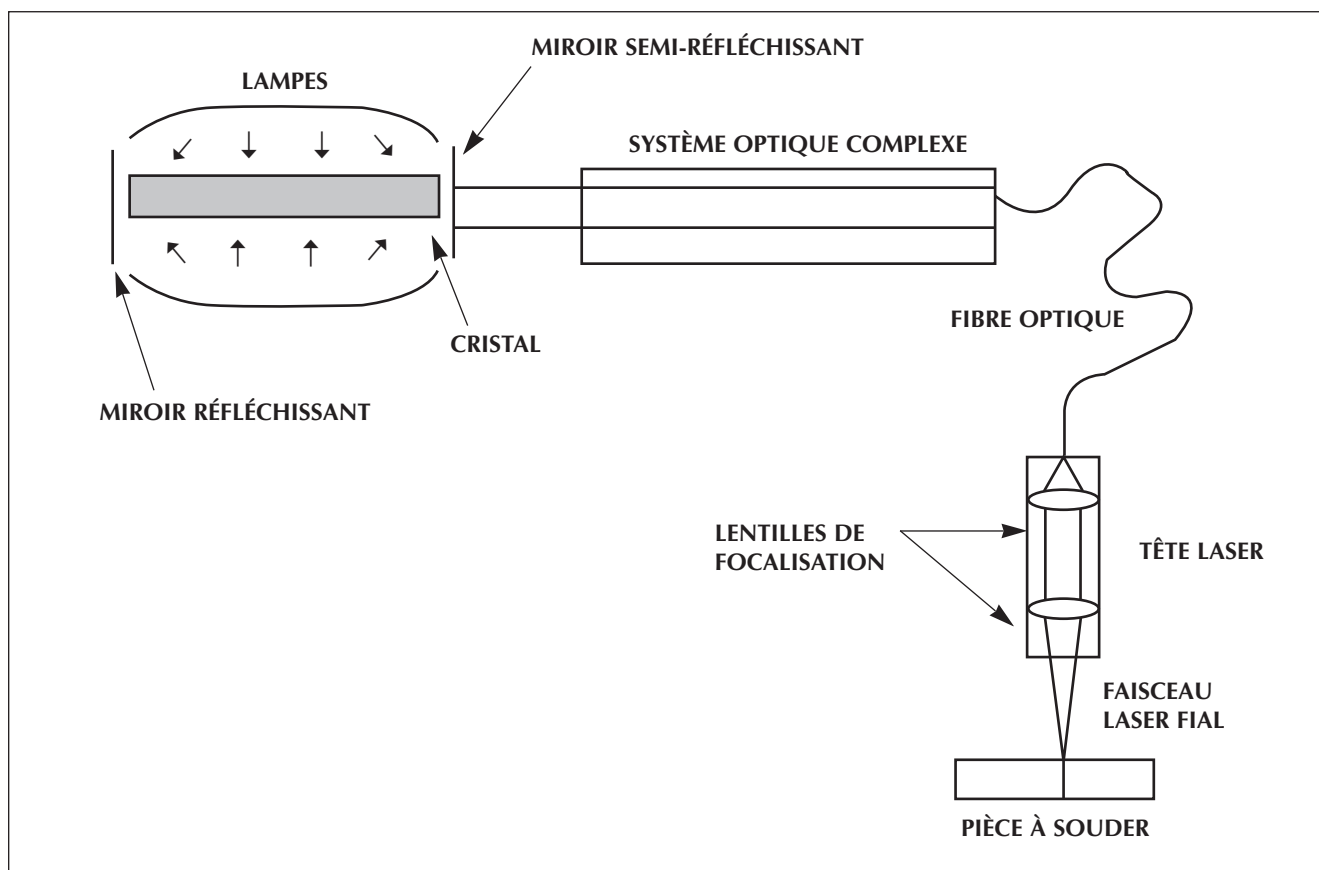 MIROIR SEMI-RÉFLÉCHISSANT
LAMPES
SYSTÈME OPTIQUE COMPLEXE
FIBRE OPTIQUE
CRISTAL
MIROIR RÉFLÉCHISSANT
LENTILLES DE
FOCALISATION
TÊTE LASER
FAISCEAU
LASER FIAL
PIÈCE À SOUDER